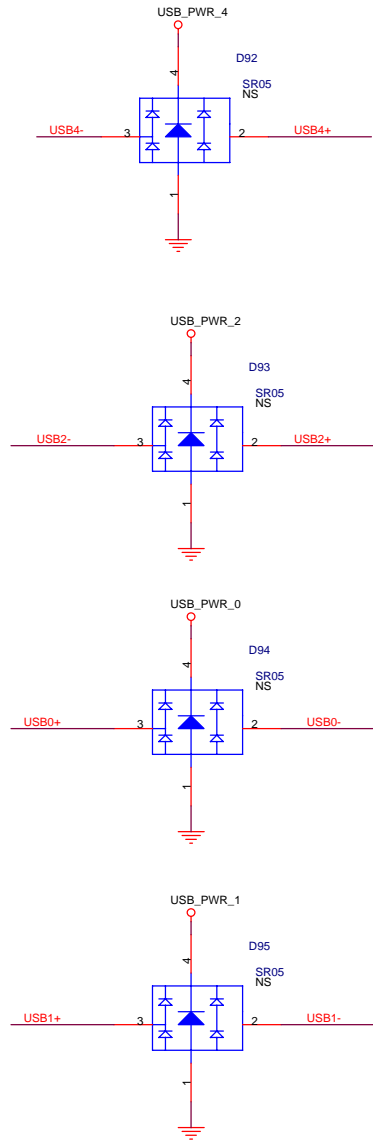 USB_PWR_4
4
D92
SR05
NS
USB4-
3
2
USB4+
1
USB_PWR_2
4
D93
SR05
NS
USB2-
3
2
USB2+
1
USB_PWR_0
4
D94
SR05
NS
USB0+
3
2
USB0-
1
USB_PWR_1
4
D95
SR05
NS
USB1+
3
2
USB1-
1